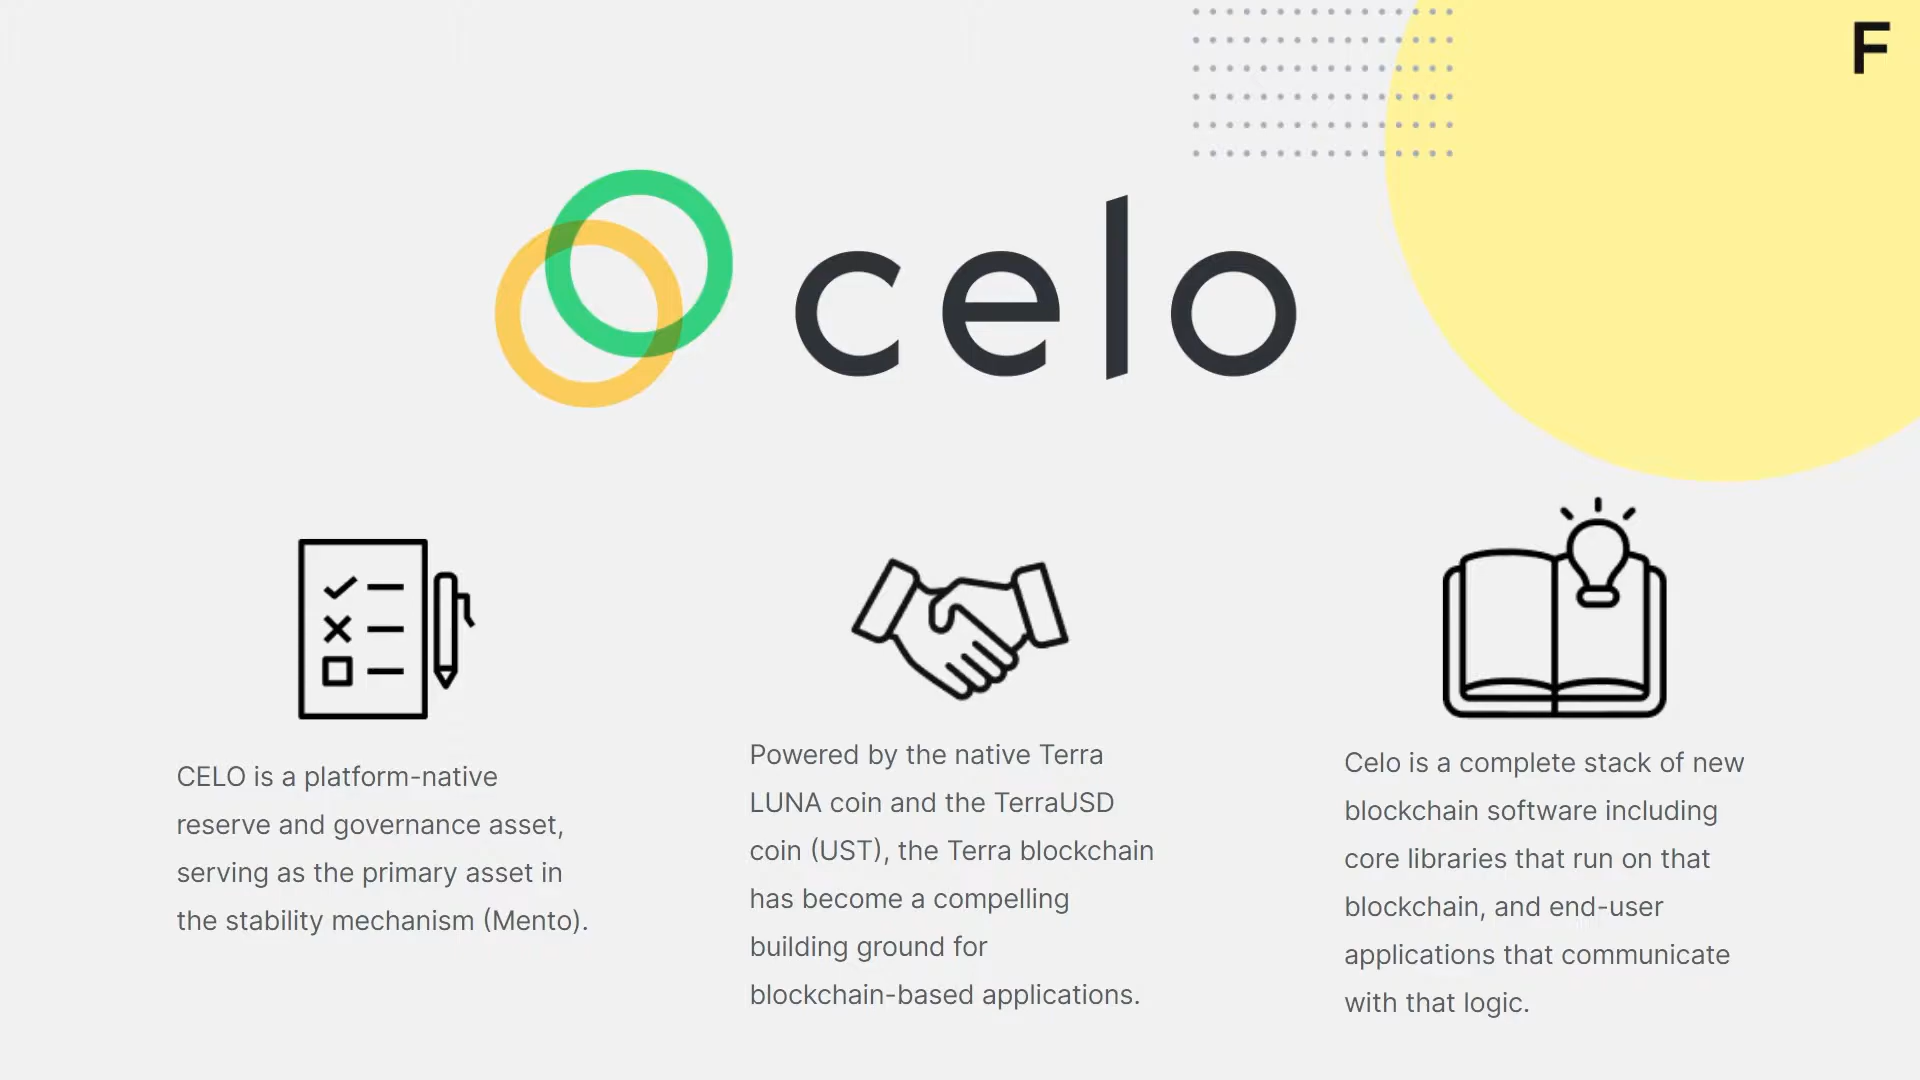 F
celo
CELO is a platform-native
reserve and governance asset,
serving as the primary asset in
the stability mechanism (Mento).
Powered by the native Terra
LUNA coin and the TerraUSD
coin (UST), the Terra blockchain
has become a compelling
building ground for
blockchain-based applications.
Celo is a complete stack of new
blockchain software including
core libraries that run on that
blockchain, and end-user
applications that communicate
with that logic.